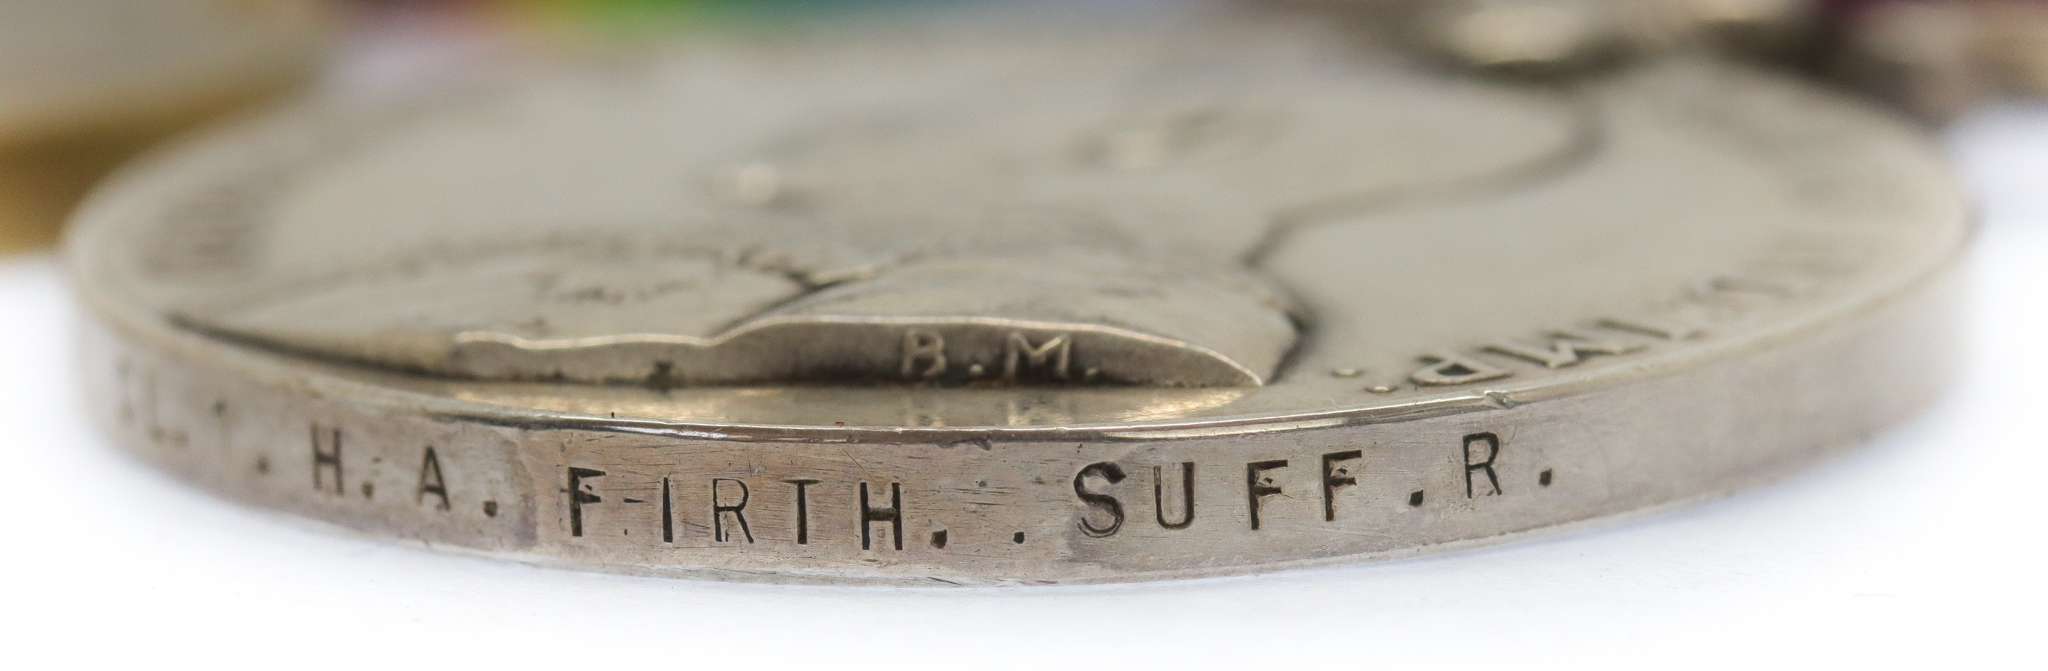 B.M.
: IMP:
H. A. FIRTH. . SUFF. R.